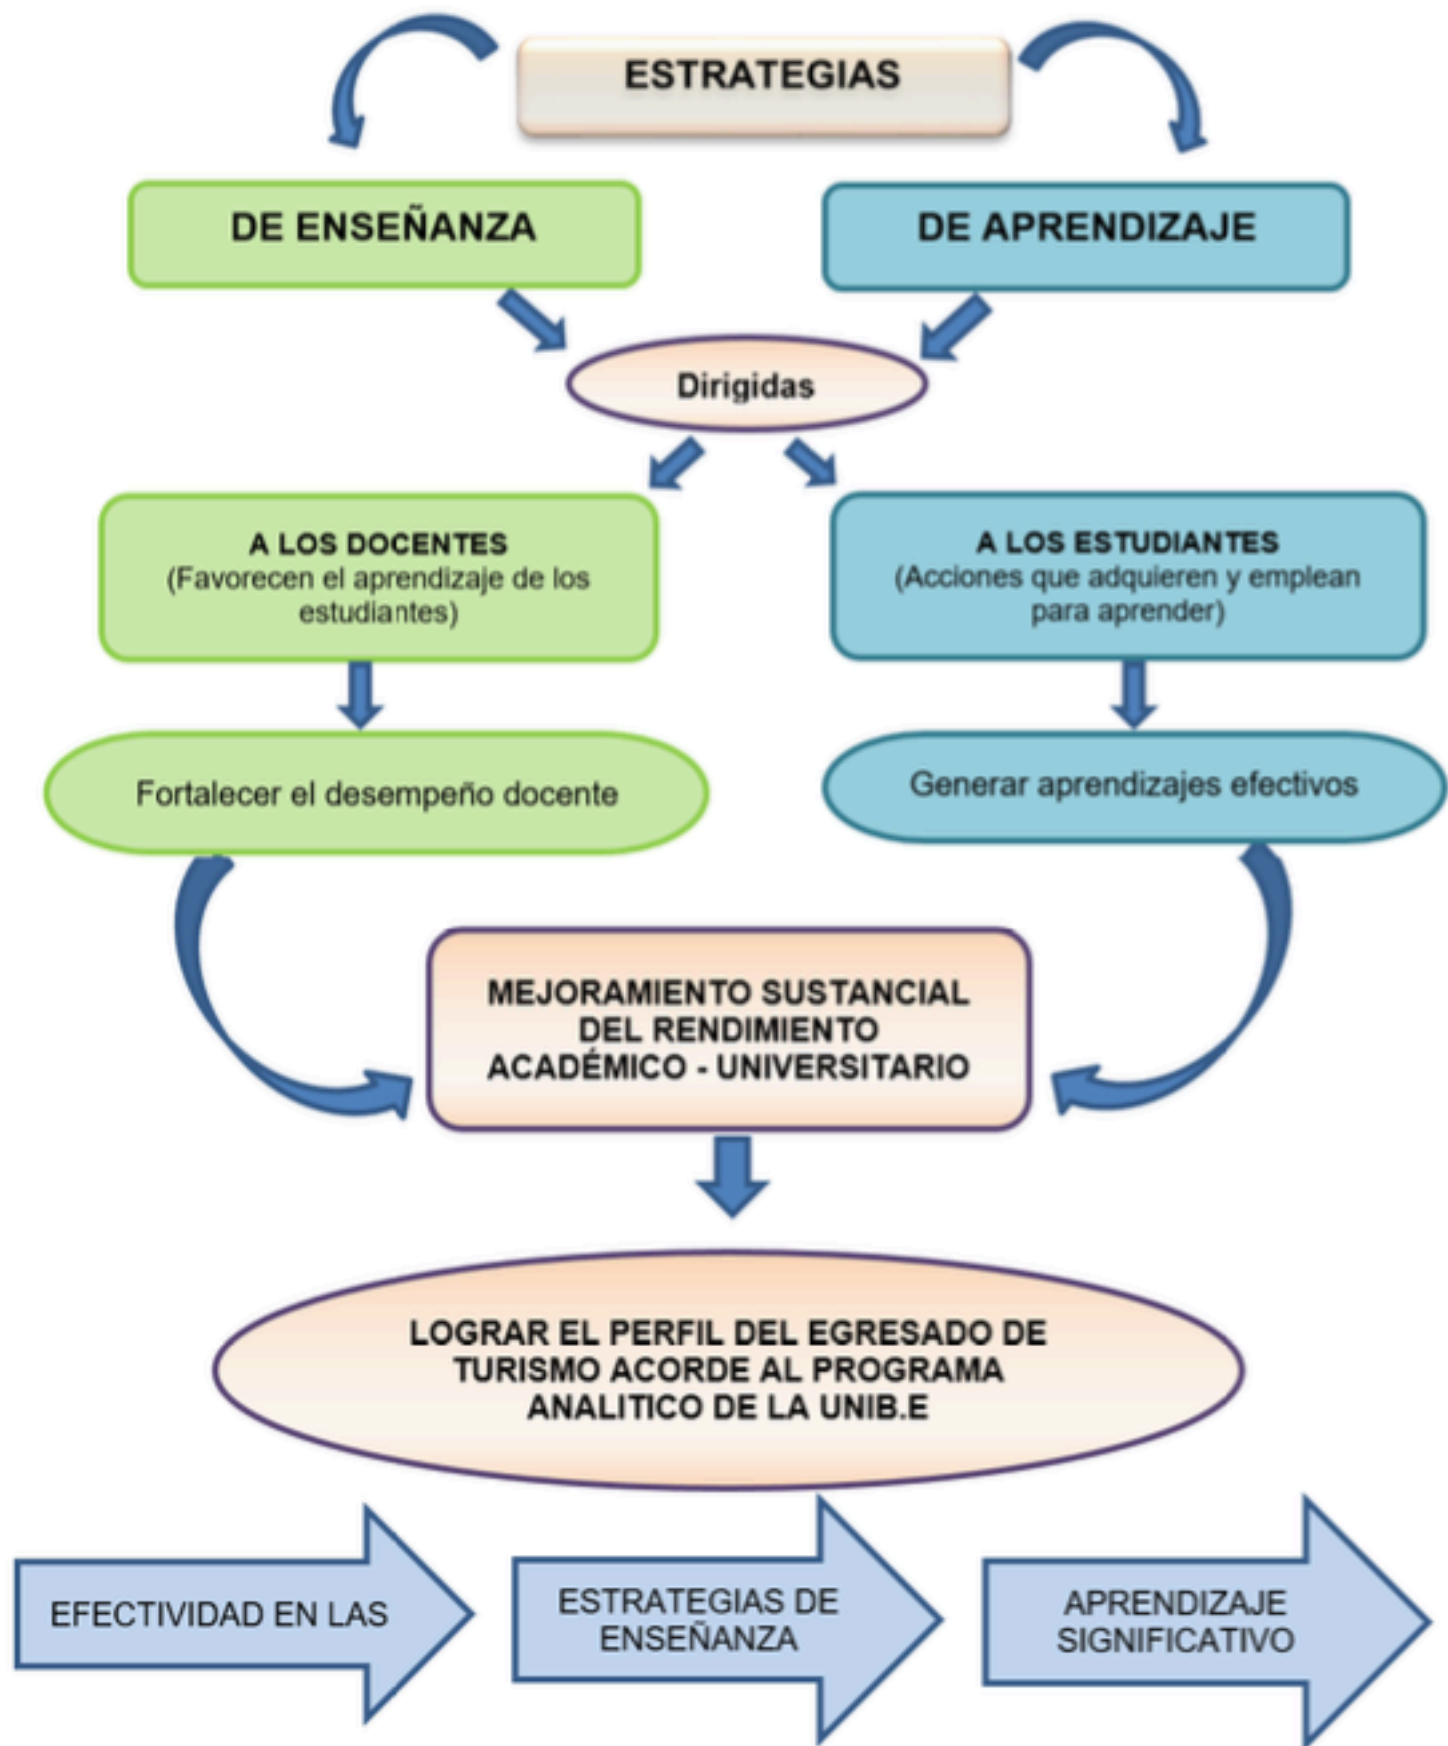 ESTRATEGIAS
DE ENSEÑANZA
DE APRENDIZAJE
Dirigidas
A LOS DOCENTES
(Favorecen el aprendizaje de los
estudiantes)
A LOS ESTUDIANTES
(Acciones que adquieren y emplean
para aprender)
Fortalecer el desempeño docente
Generar aprendizajes efectivos
MEJORAMIENTO SUSTANCIAL
DEL RENDIMIENTO
ACADÉMICO - UNIVERSITARIO
LOGRAR EL PERFIL DEL EGRESADO DE
TURISMO ACORDE AL PROGRAMA
ANALITICO DE LA UNIB.E
EFECTIVIDAD EN LAS
ESTRATEGIAS DE
ENSEÑANZA
APRENDIZAJE
SIGNIFICATIVO